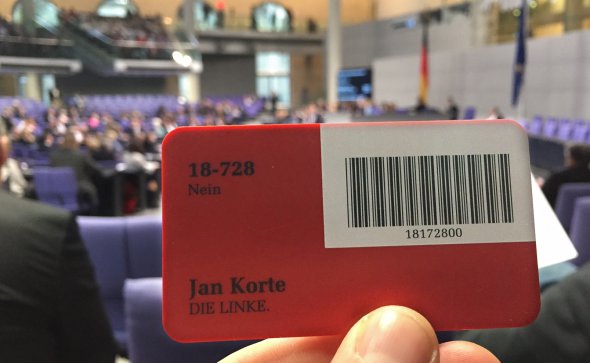 18-728
Nein
18172800
Jan Korte
DIE LINKE.